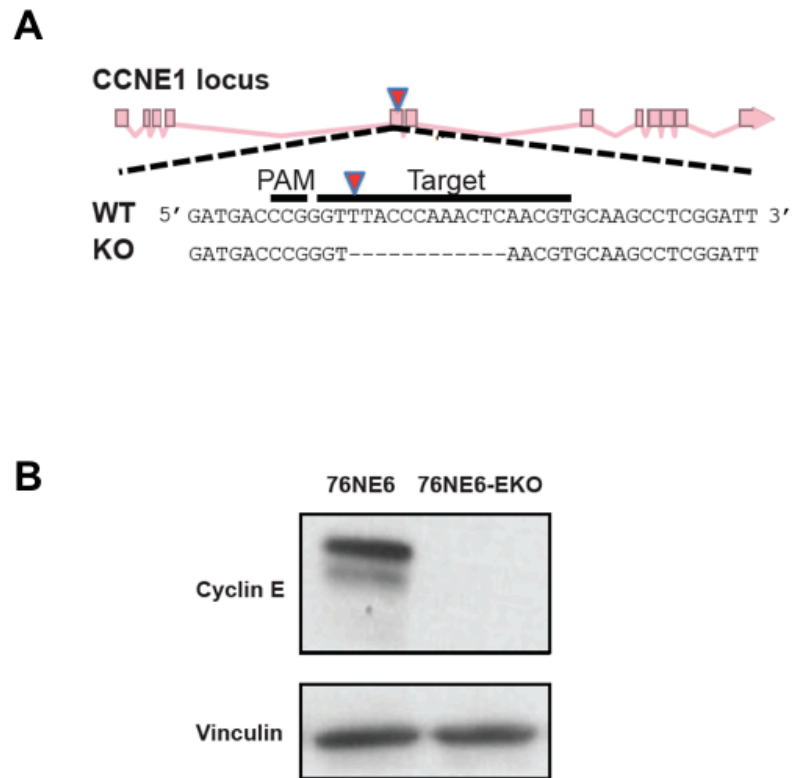 A
CCNE1 locus
PAM Target
WT 5' GATGACCCGGGTTTACCCAAACTCAACGTGCAAGCCTCGGATT 3'
KO GATGACCCGGGT------------AACGTGCAAGCCTCGGATT
B
76NE6 76NE6-EKO
Cyclin E
Vinculin